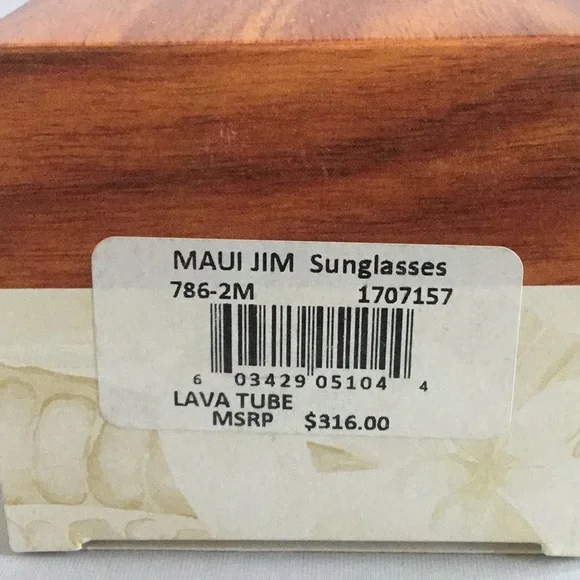 MAUI JIM Sunglasses
786-2M 1707157
6 03429 05104 4
LAVA TUBE
MSRP $316.00